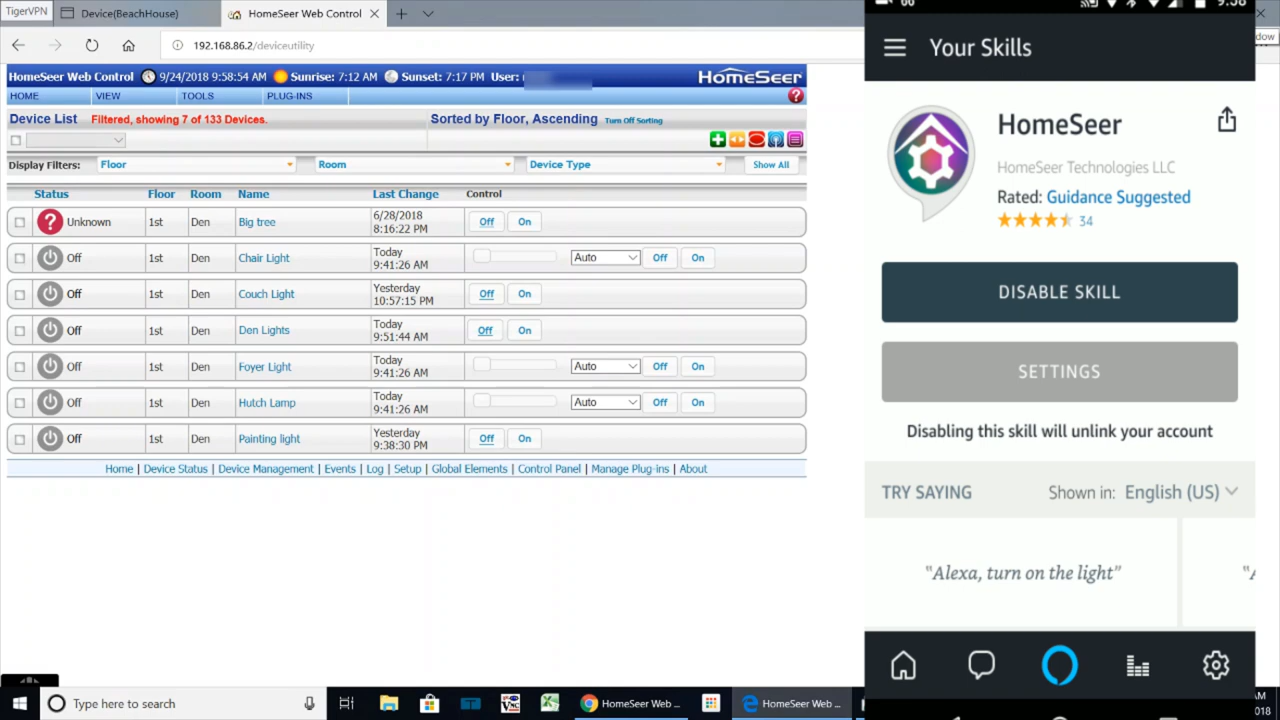 TigerVPN
Device(BeachHouse)
HomeSeer Web Control
192.168.86.2/deviceutility
HomeSeer Web Control 9/24/2018 9:58:54 AM Sunrise: 7:12 AM Sunset: 7:17 PM User:
HomeSeer
HOME VIEW TOOLS PLUG-INS
Device List Filtered, showing 7 of 133 Devices. Sorted by Floor, Ascending Turn Off Sorting
Display Filters: Floor Room Device Type Show All
Status Floor Room Name Last Change Control
? Unknown 1st Den Big tree 6/28/2018 8:16:22 PM Off On
Off 1st Den Chair Light Today 9:41:26 AM Auto Off On
Off 1st Den Couch Light Yesterday 10:57:15 PM Off On
Off 1st Den Den Lights Today 9:51:44 AM Off On
Off 1st Den Foyer Light Today 9:41:26 AM Auto Off On
Off 1st Den Hutch Lamp Today 9:41:26 AM Auto Off On
Off 1st Den Painting light Yesterday 9:38:30 PM Off On
Home | Device Status | Device Management | Events | Log | Setup | Global Elements | Control Panel | Manage Plug-ins | About
Your Skills
HomeSeer
HomeSeer Technologies LLC
Rated: Guidance Suggested
34
DISABLE SKILL
SETTINGS
Disabling this skill will unlink your account
TRY SAYING Shown in: English (US)
"Alexa, turn on the light"
Type here to search
HomeSeer Web ...
HomeSeer Web ...